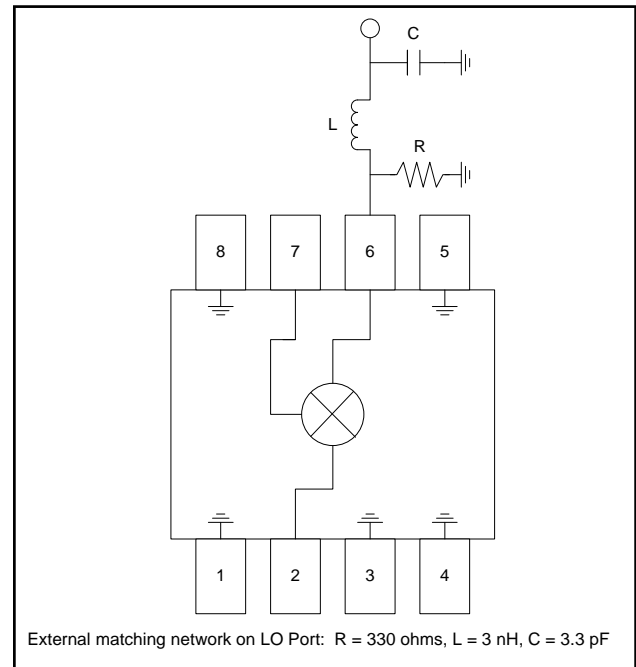 C
L
R
8 7 6 5
1 2 3 4
External matching network on LO Port: R = 330 ohms, L = 3 nH, C = 3.3 pF